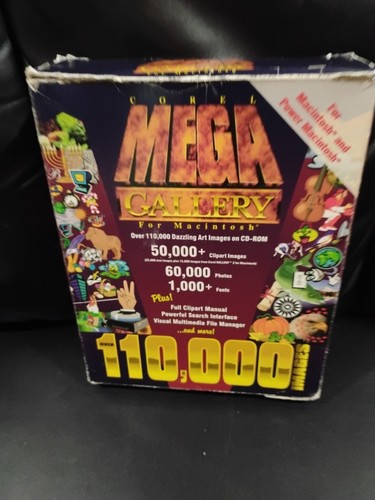 COREL
MEGA
GALLERY
For Macintosh®
For
Macintosh® and
Power Macintosh®
Over 110,000 Dazzling Art Images on CD-ROM
50,000+ Clipart Images
60,000 Photos
1,000+ Fonts
Plus!
Full Clipart Manual
Powerful Search Interface
Visual Multimedia File Manager
...and more!
OVER
110,000
IMAGES